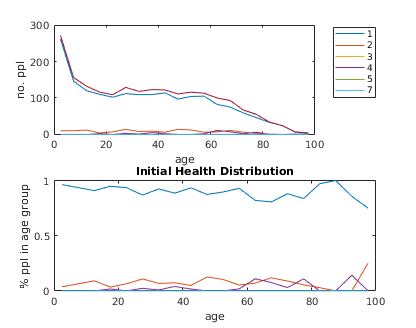 300
200
100
0
no. ppl
0 20 40 60 80 100
age
1
2
3
4
5
7
Initial Health Distribution
1
0.5
0
% ppl in age group
0 20 40 60 80 100
age